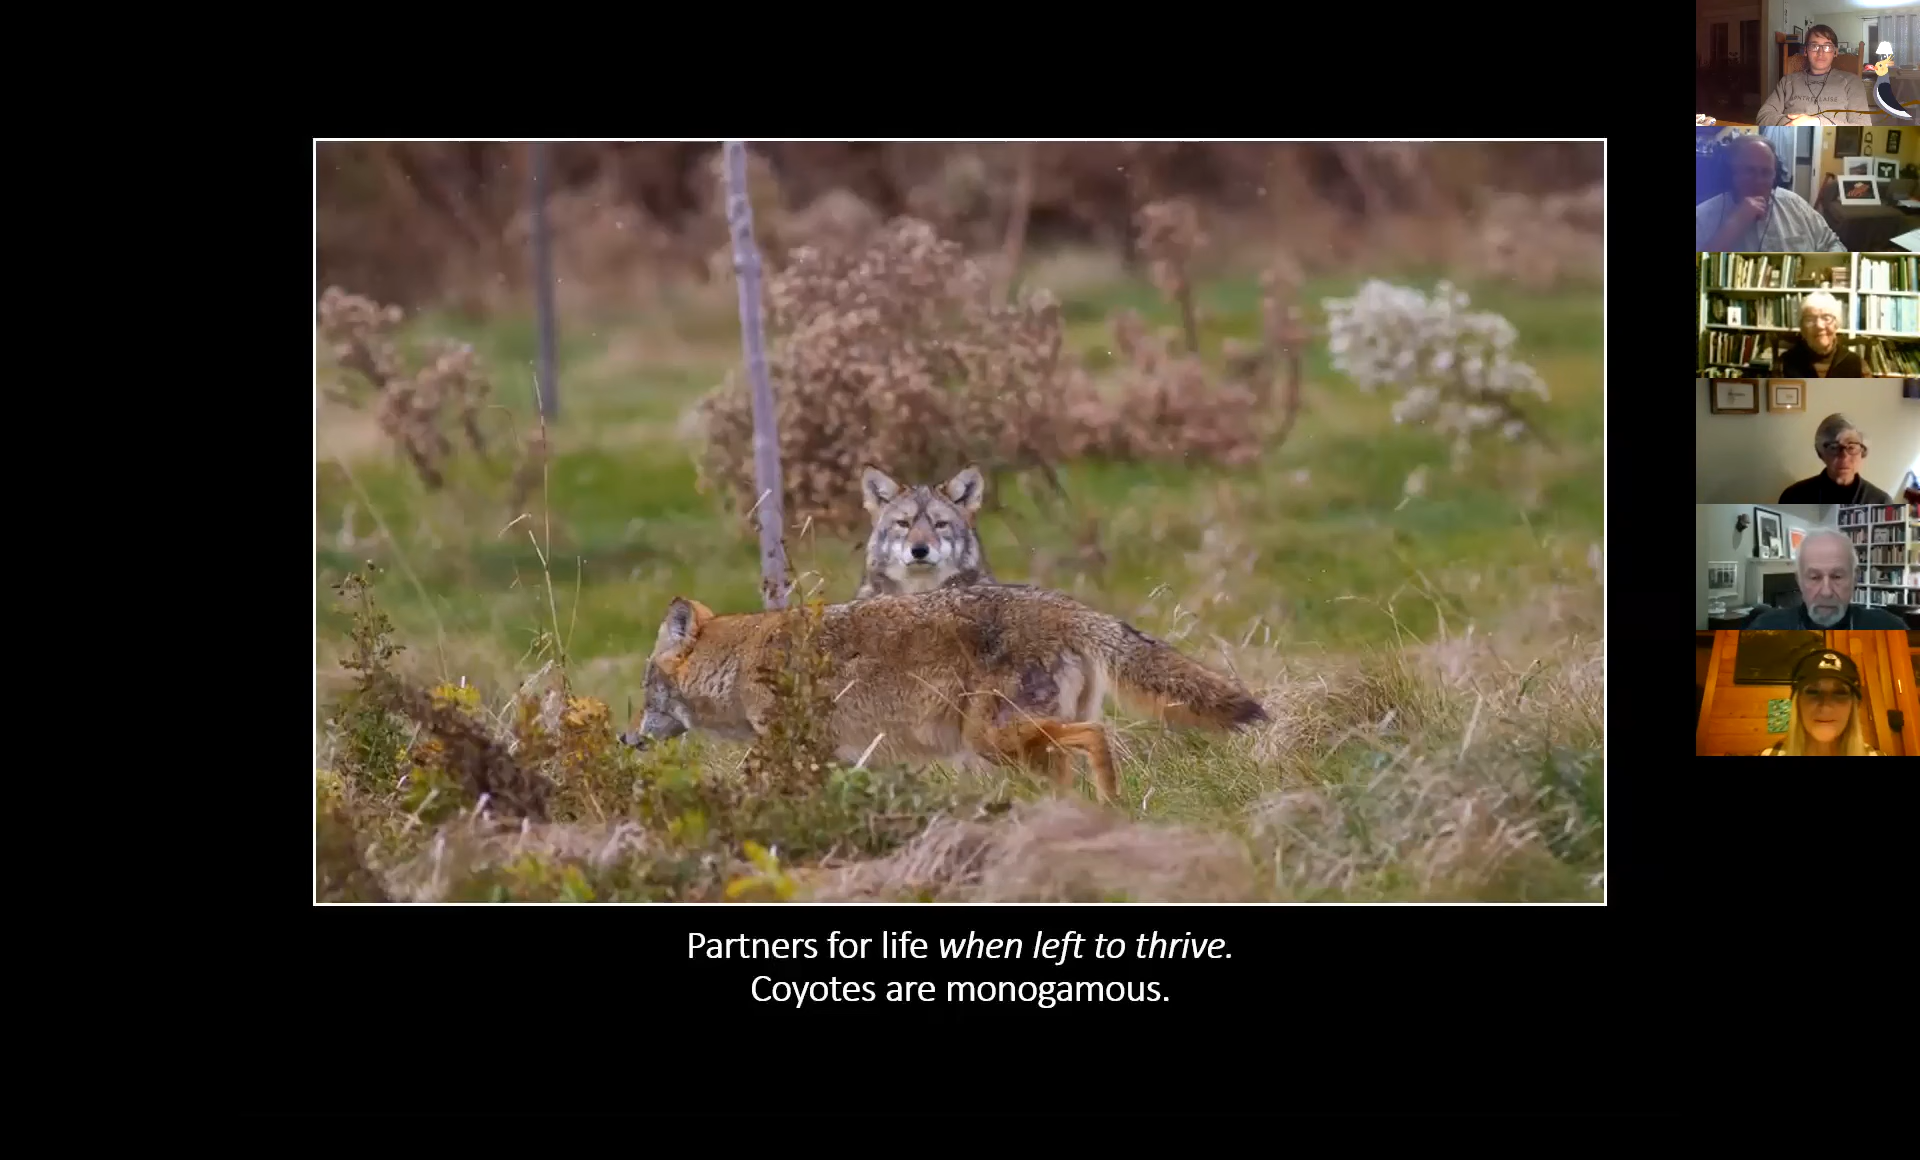 Partners for life when left to thrive.
Coyotes are monogamous.